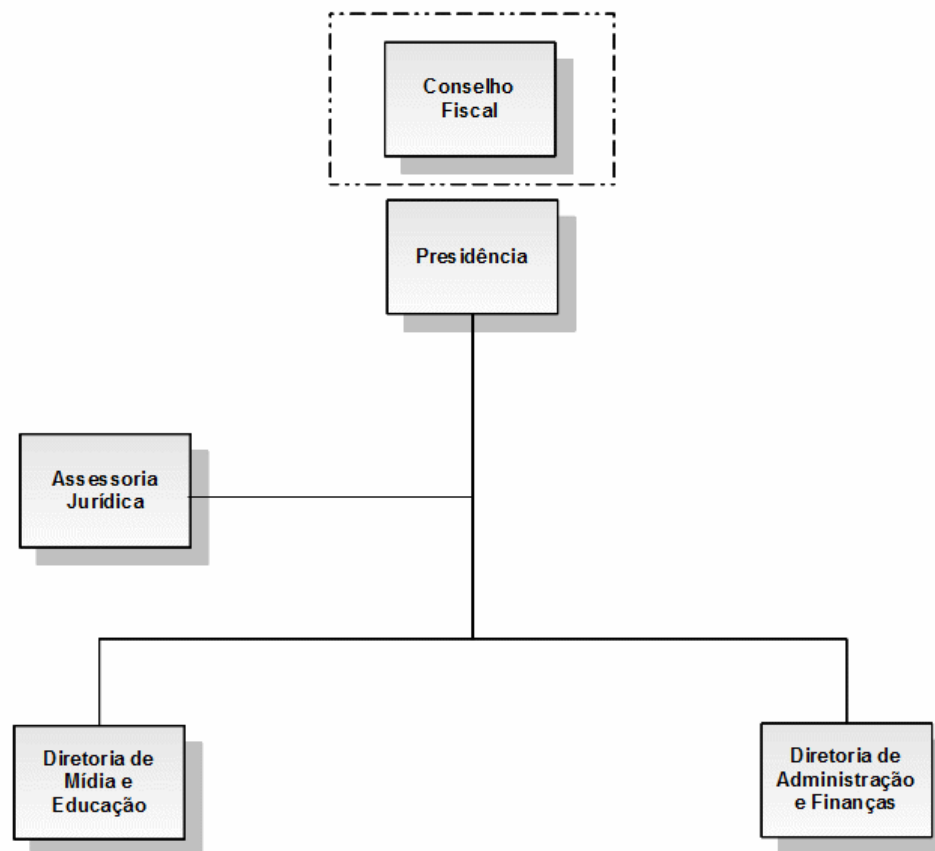 Conselho
Fiscal
Presidência
Assessoria
Jurídica
Diretoria de
Mídia e
Educação
Diretoria de
Administração
e Finanças